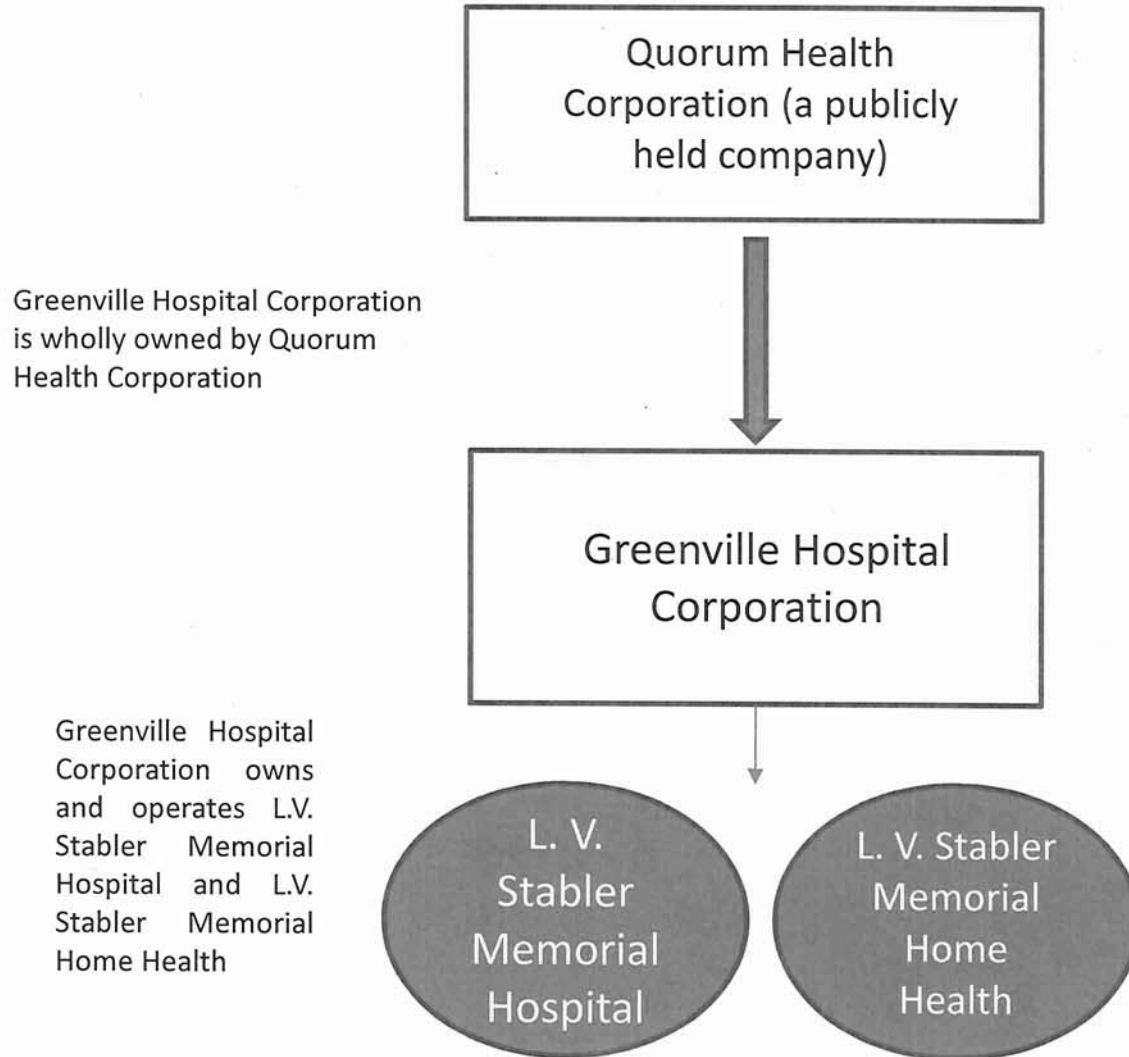 Quorum Health
Corporation (a publicly
held company)
Greenville Hospital Corporation
is wholly owned by Quorum
Health Corporation
Greenville Hospital
Corporation
Greenville Hospital
Corporation owns
and operates L.V.
Stabler Memorial
Hospital and L.V.
Stabler Memorial
Home Health
L. V.
Stabler
Memorial
Hospital
L. V. Stabler
Memorial
Home
Health